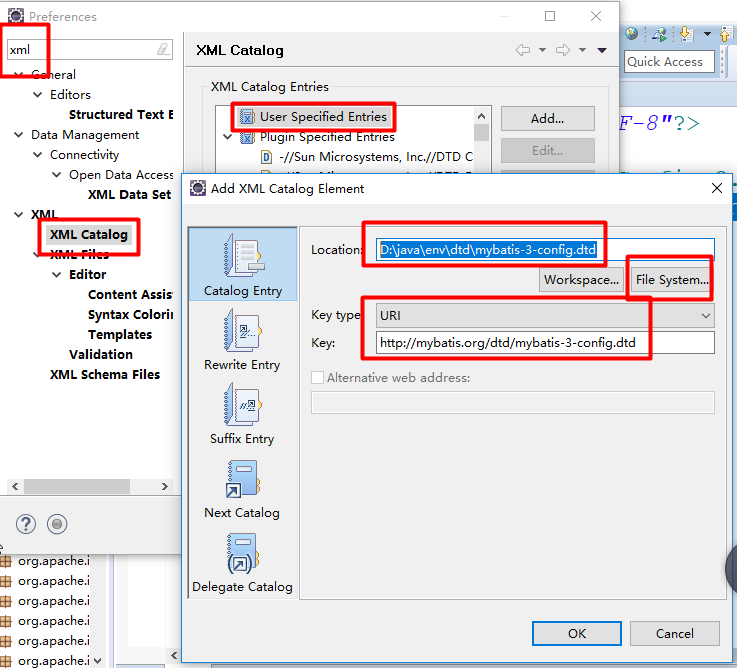 Preferences
xml
General
Editors
Structured Text E
Data Management
Connectivity
Open Data Access
XML Data Set
XML
XML Catalog
XML Files
Editor
Content Assis
Syntax Colorin
Templates
Validation
XML Schema Files
XML Catalog
XML Catalog Entries
User Specified Entries
Plugin Specified Entries
-//Sun Microsystems, Inc.//DTD C
Add...
Edit...
Quick Access
F-8"?>
Add XML Catalog Element
Catalog Entry
Rewrite Entry
Suffix Entry
Next Catalog
Delegate Catalog
Location:
D:\java\env\dtd\mybatis-3-config.dtd
Workspace...
File System...
Key type
URI
Key:
http://mybatis.org/dtd/mybatis-3-config.dtd
Alternative web address:
OK
Cancel
org.apache.i
org.apache.i
org.apache.i
org.apache.i
org.apache.i
org.apache.i